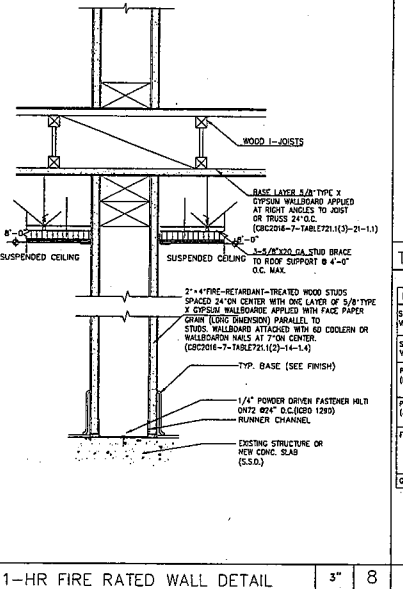 WOOD I-JOISTS
BASE LAYER 5/8" TYPE X
GYPSUM WALLBOARD APPLIED
AT RIGHT ANGLES TO JOIST
OR TRUSS 24"O.C.
(CBC2016-7-TABLE721.1(3)-21-1.1)
8'-0"
8'-0"
SUSPENDED CEILING
SUSPENDED CEILING
3-5/8"X20 GA. STUD BRACE
TO ROOF SUPPORT @ 4'-0"
O.C. MAX.
2"x4"FIRE-RETARDANT-TREATED WOOD STUDS
SPACED 24"ON CENTER WITH ONE LAYER OF 5/8"TYPE
X GYPSUM WALLBOARDE APPLIED WITH FACE PAPER
GRAIN (LONG DIMENSION) PARALLEL TO
STUDS. WALLBOARD ATTACHED WITH 6D COOLERN OR
WALLBOARDN NAILS AT 7"ON CENTER.
(CBC2016-7-TABLE721.1(2)-14-1.4)
TYP. BASE (SEE FINISH)
1/4" POWDER DRIVEN FASTENER HILTI
DN72 @24" O.C.(ICBO 1290)
RUNNER CHANNEL
EXISTING STRUCTURE OR
NEW CONC. SLAB
(S.S.D.)
1-HR FIRE RATED WALL DETAIL
3"
8